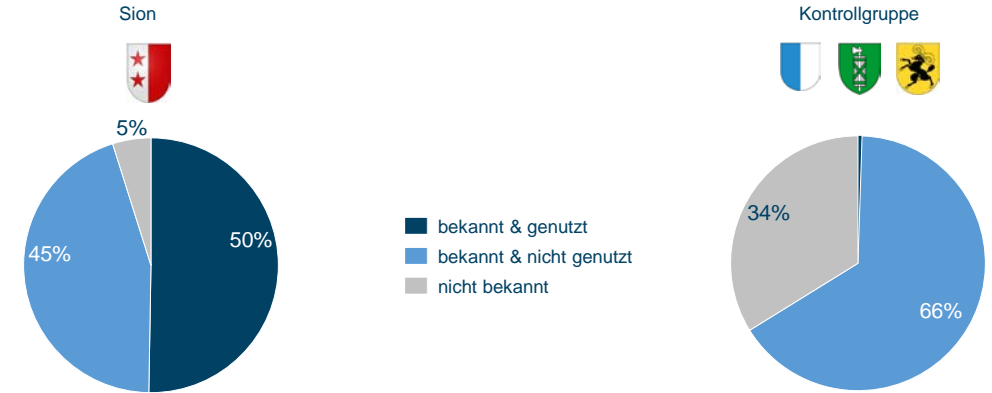 Sion
Kontrollgruppe
5%
50%
45%
bekannt & genutzt
bekannt & nicht genutzt
nicht bekannt
34%
66%